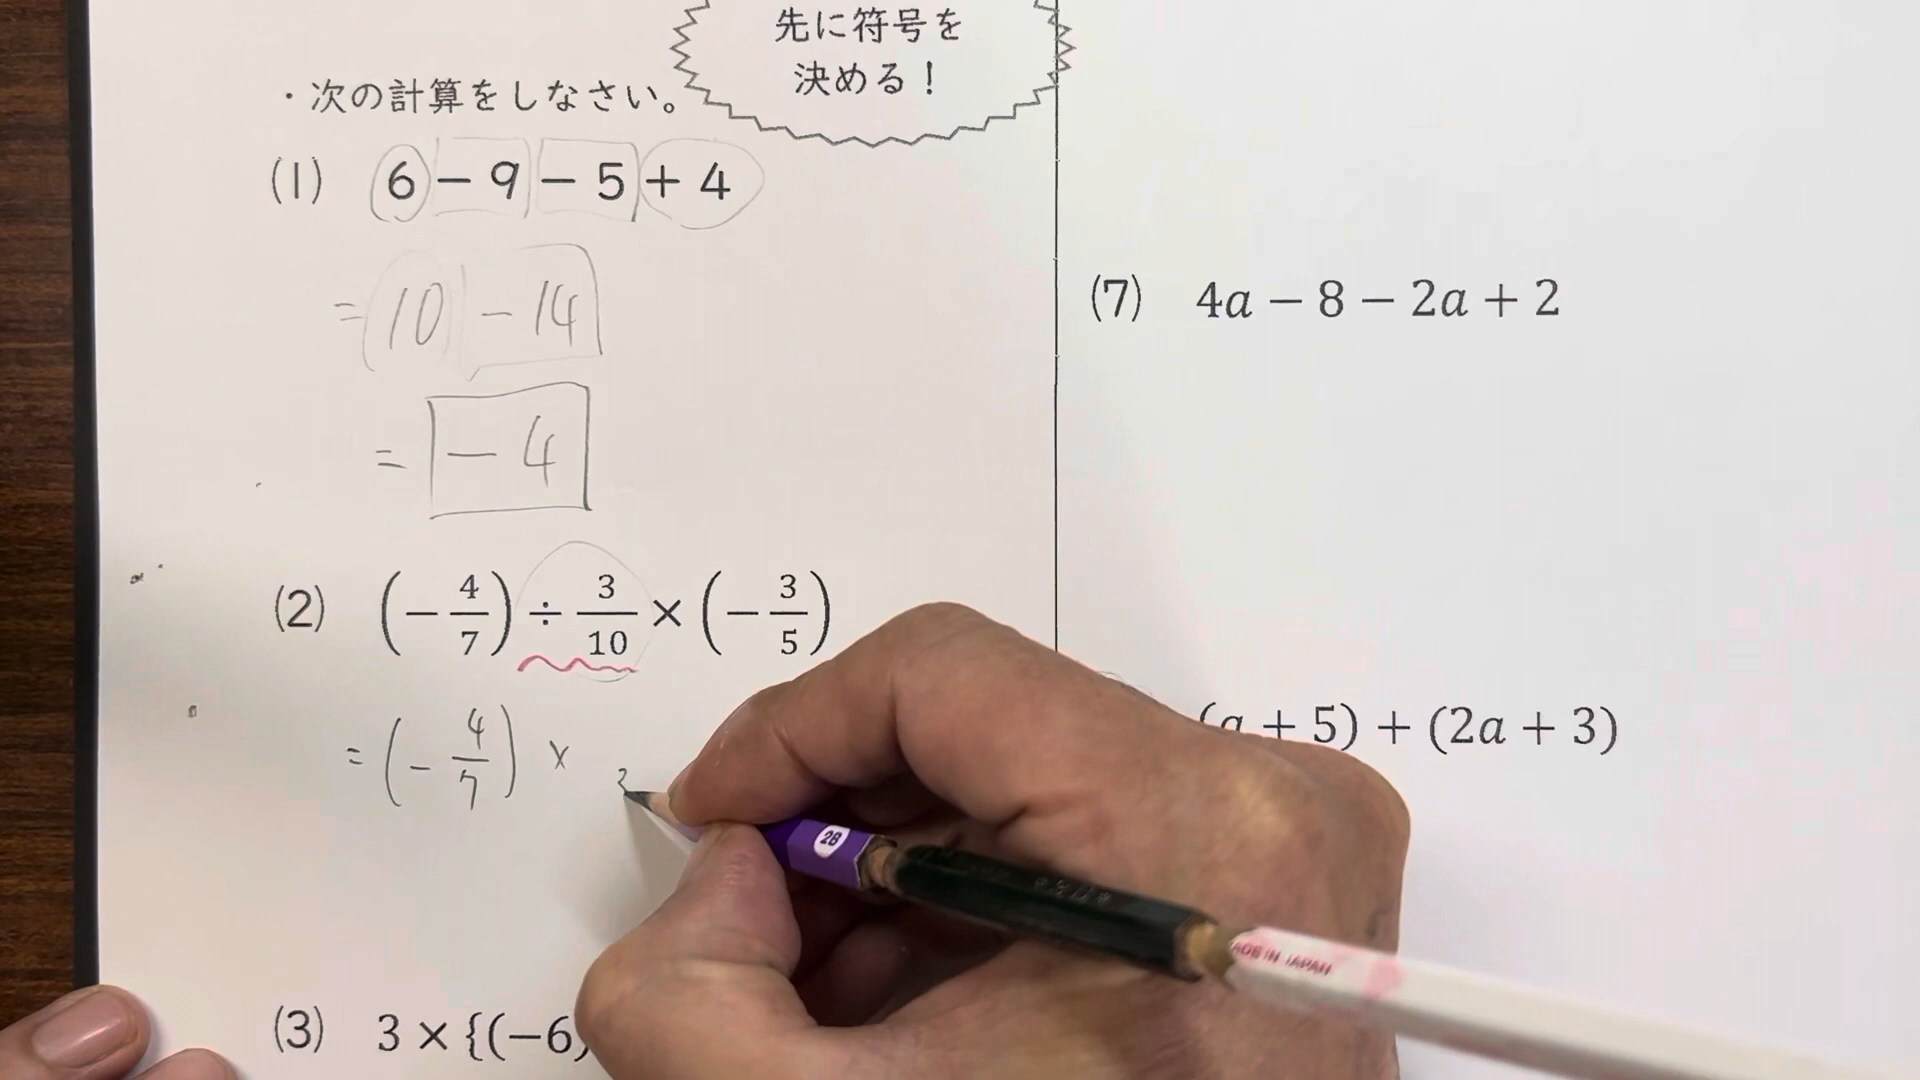 先に符号を
決める！
・次の計算をしなさい。
(1) 6 − 9 − 5 + 4
= 10 − 14
= − 4
(2) (− 4/7) ÷ 3/10 × (− 3/5)
= (− 4/7) ×
(3) 3 × {(−6)
(7) 4a − 8 − 2a + 2
(a + 5) + (2a + 3)
2B
MADE IN JAPAN